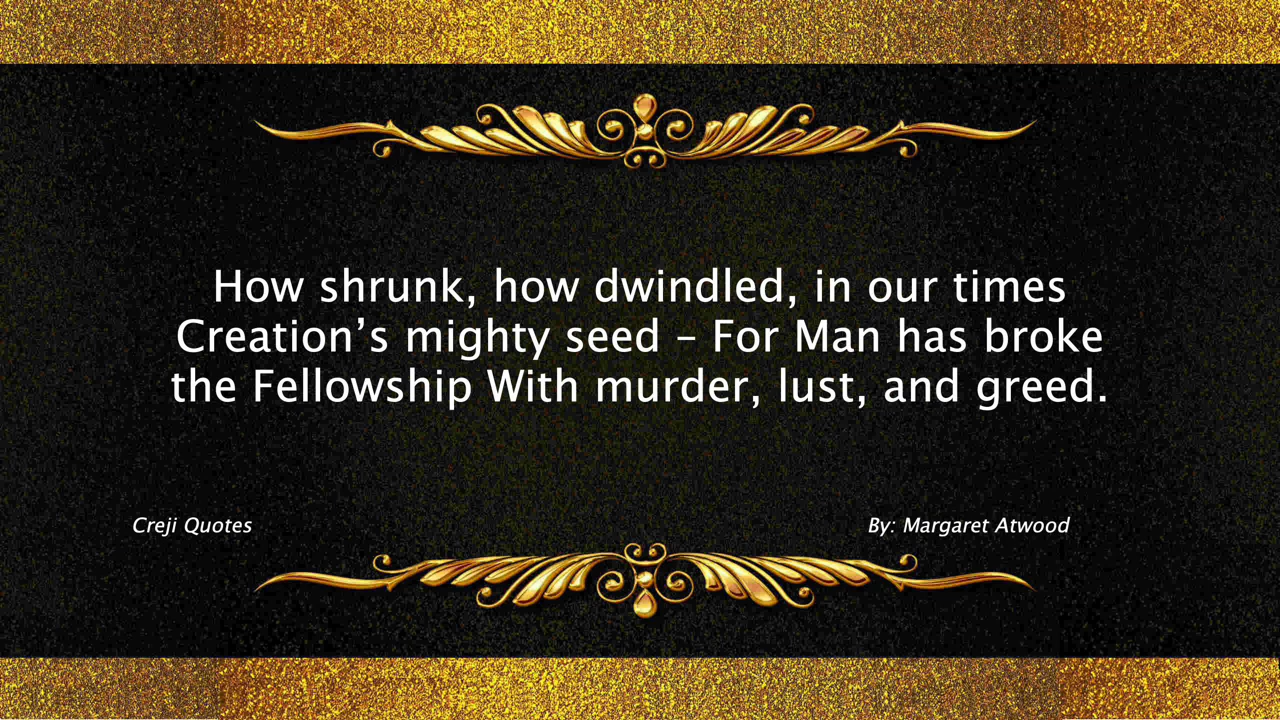 How shrunk, how dwindled, in our times
Creation’s mighty seed – For Man has broke
the Fellowship With murder, lust, and greed.
Creji Quotes
By: Margaret Atwood